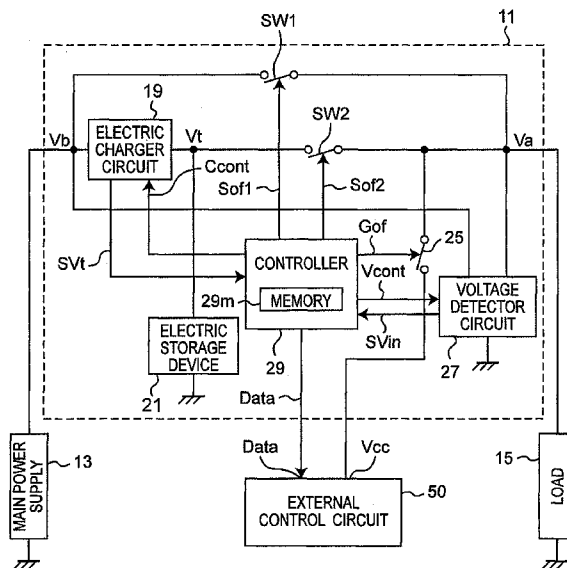 SW1
11
19
SW2
Vb
ELECTRIC
CHARGER
CIRCUIT
Vt
Va
Ccont
Sof1
Sof2
Gof
25
SVt
CONTROLLER
Vcont
29m
MEMORY
VOLTAGE
DETECTOR
CIRCUIT
SVin
ELECTRIC
STORAGE
DEVICE
29
27
21
Data
13
Data
Vcc
15
MAIN POWER
SUPPLY
EXTERNAL
CONTROL CIRCUIT
50
LOAD